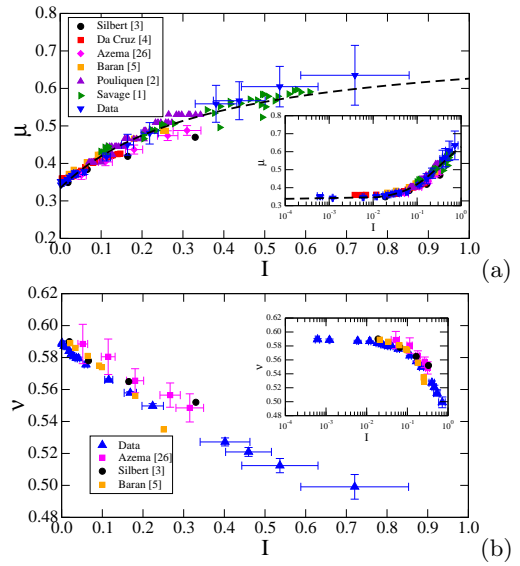 0.8
0.7
0.6
0.5
0.4
0.3
0.2
μ
Silbert [3]
Da Cruz [4]
Azema [26]
Baran [5]
Pouliquen [2]
Savage [1]
Data
0.8
0.7
0.6
0.5
0.4
0.3
0.2
μ
10-4 10-3 10-2 10-1 100
I
0.0 0.1 0.2 0.3 0.4 0.5 0.6 0.7 0.8 0.9 1.0
I
(a)
0.62
0.60
0.58
0.56
0.54
0.52
0.50
0.48
ν
0.60
0.58
0.56
0.54
0.52
0.50
0.48
ν
10-4 10-3 10-2 10-1 100
I
Data
Azema [26]
Silbert [3]
Baran [5]
0.0 0.1 0.2 0.3 0.4 0.5 0.6 0.7 0.8 0.9 1.0
I
(b)